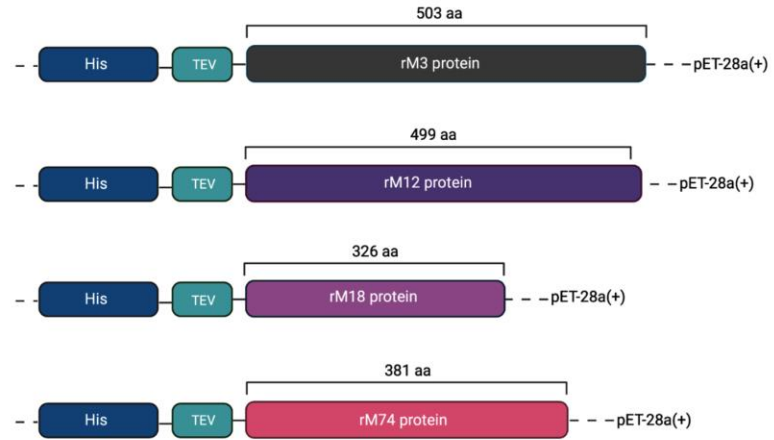 503 aa
His TEV rM3 protein pET-28a(+)
499 aa
His TEV rM12 protein pET-28a(+)
326 aa
His TEV rM18 protein pET-28a(+)
381 aa
His TEV rM74 protein pET-28a(+)